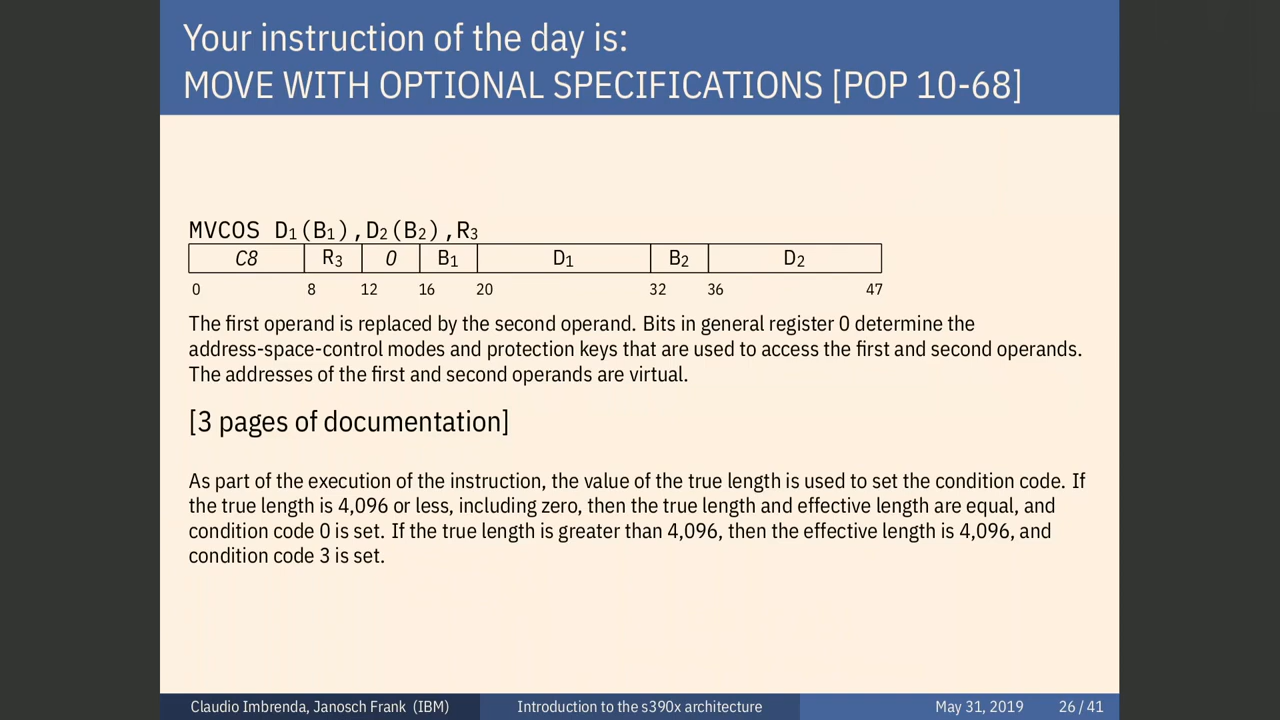 Your instruction of the day is:
MOVE WITH OPTIONAL SPECIFICATIONS [POP 10-68]
MVCOS D₁(B₁),D₂(B₂),R₃
C8 R₃ 0 B₁ D₁ B₂ D₂
0 8 12 16 20 32 36 47
The first operand is replaced by the second operand. Bits in general register 0 determine the
address-space-control modes and protection keys that are used to access the first and second operands.
The addresses of the first and second operands are virtual.
[3 pages of documentation]
As part of the execution of the instruction, the value of the true length is used to set the condition code. If
the true length is 4,096 or less, including zero, then the true length and effective length are equal, and
condition code 0 is set. If the true length is greater than 4,096, then the effective length is 4,096, and
condition code 3 is set.
Claudio Imbrenda, Janosch Frank (IBM) Introduction to the s390x architecture May 31, 2019 26 / 41